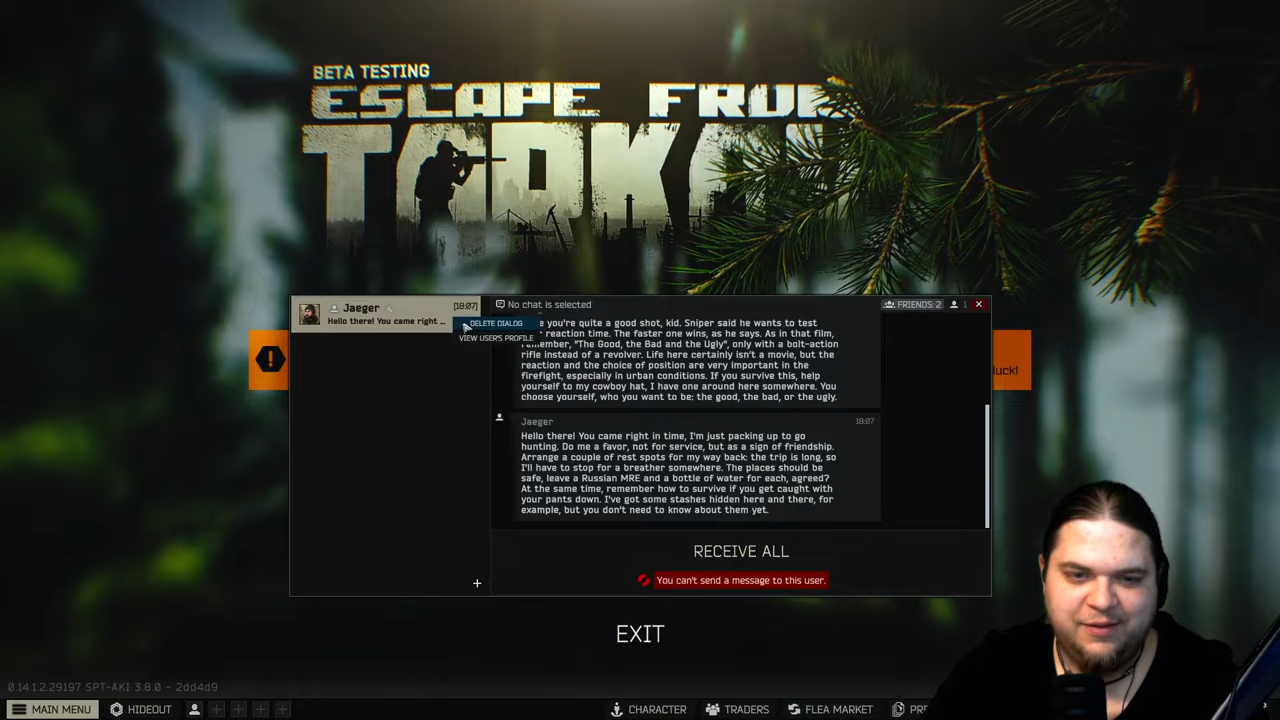 BETA TESTING
ESCAPE FROM
TARKOV
Jaeger
[18:07]
Hello there! You came right ...
DELETE DIALOG
VIEW USER'S PROFILE
No chat is selected
FRIENDS: 2
1
you're quite a good shot, kid. Sniper said he wants to test
reaction time. The faster one wins, as he says. As in that film,
remember, "The Good, the Bad and the Ugly", only with a bolt-action
rifle instead of a revolver. Life here certainly isn't a movie, but the
reaction and the choice of position are very important in the
firefight, especially in urban conditions. If you survive this, help
yourself to my cowboy hat, I have one around here somewhere. You
choose yourself, who you want to be: the good, the bad, or the ugly.
Jaeger
18:07
Hello there! You came right in time, I'm just packing up to go
hunting. Do me a favor, not for service, but as a sign of friendship.
Arrange a couple of rest spots for my way back: the trip is long, so
I'll have to stop for a breather somewhere. The places should be
safe, leave a Russian MRE and a bottle of water for each, agreed?
At the same time, remember how to survive if you get caught with
your pants down. I've got some stashes hidden here and there, for
example, but you don't need to know about them yet.
luck!
RECEIVE ALL
You can't send a message to this user.
EXIT
0.14.1.2.29197 SPT-AKI 3.8.0 - 2dd4d9
MAIN MENU
HIDEOUT
CHARACTER
TRADERS
FLEA MARKET
PRE